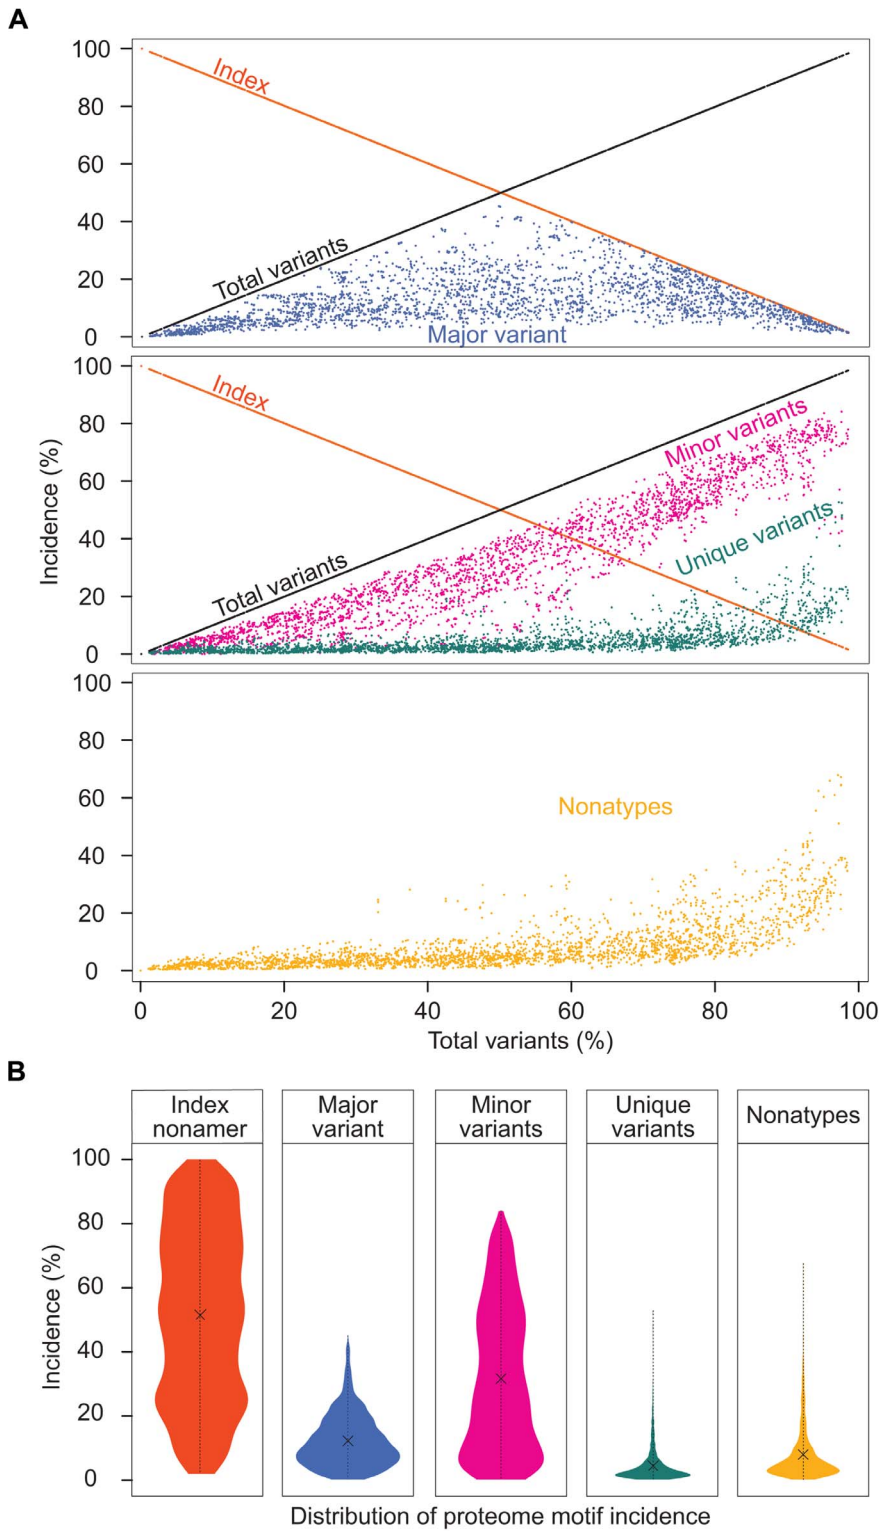 A
100
80
60
40
20
0
Index
Total variants
Major variant
100
80
60
40
20
0
Index
Total variants
Minor variants
Unique variants
Incidence (%)
100
80
60
40
20
0
Nonatypes
0 20 40 60 80 100
Total variants (%)
B
Index
nonamer
Major
variant
Minor
variants
Unique
variants
Nonatypes
100
80
60
40
20
0
Incidence (%)
Distribution of proteome motif incidence